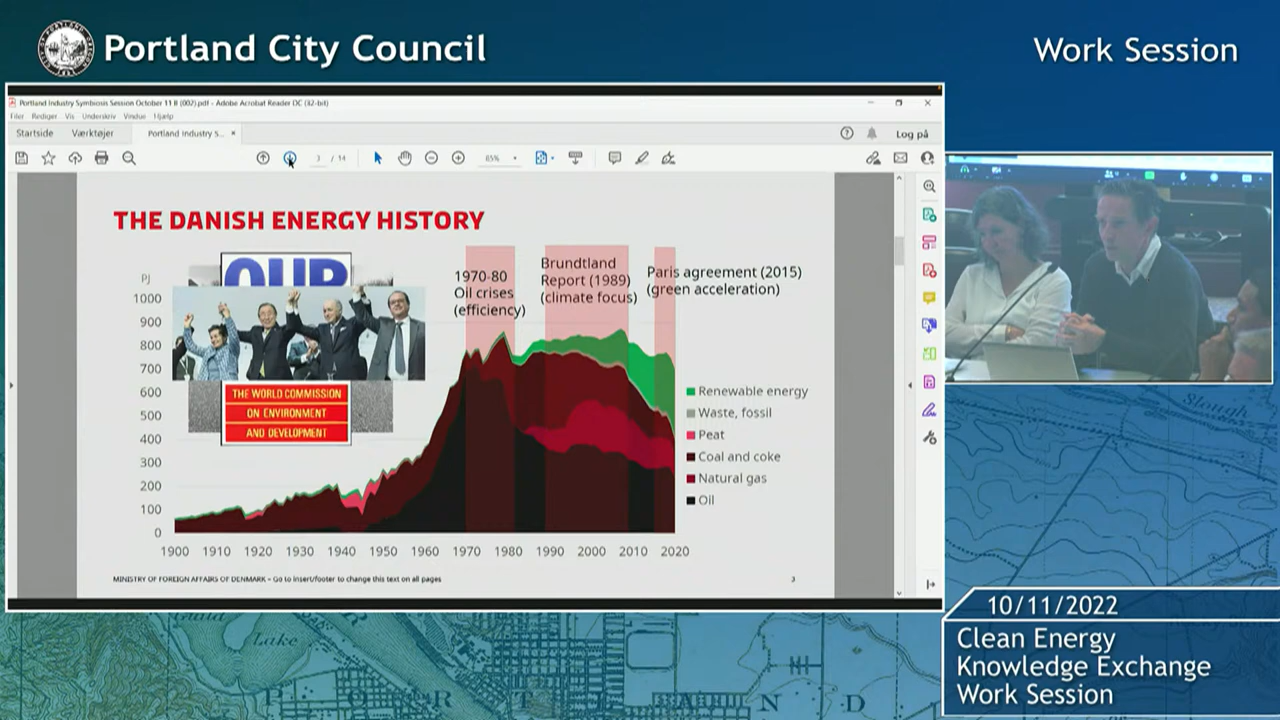 Portland City Council
Work Session
Portland Industry Symbiosis Session October 11 B (002).pdf - Adobe Acrobat Reader DC (32-bit)
Filer Rediger Vis Underskriv Vindue Hjælp
Startside Værktøjer Portland Industry S... × Log på
3 / 14 85%
THE DANISH ENERGY HISTORY
OUR
THE WORLD COMMISSION
ON ENVIRONMENT
AND DEVELOPMENT
1970-80
Oil crises
(efficiency)
Brundtland
Report (1989)
(climate focus)
Paris agreement (2015)
(green acceleration)
PJ
1000
900
800
700
600
500
400
300
200
100
0
1900 1910 1920 1930 1940 1950 1960 1970 1980 1990 2000 2010 2020
Renewable energy
Waste, fossil
Peat
Coal and coke
Natural gas
Oil
MINISTRY OF FOREIGN AFFAIRS OF DENMARK – Go to insert/footer to change this text on all pages
3
Slough
Lake
10/11/2022
Clean Energy
Knowledge Exchange
Work Session